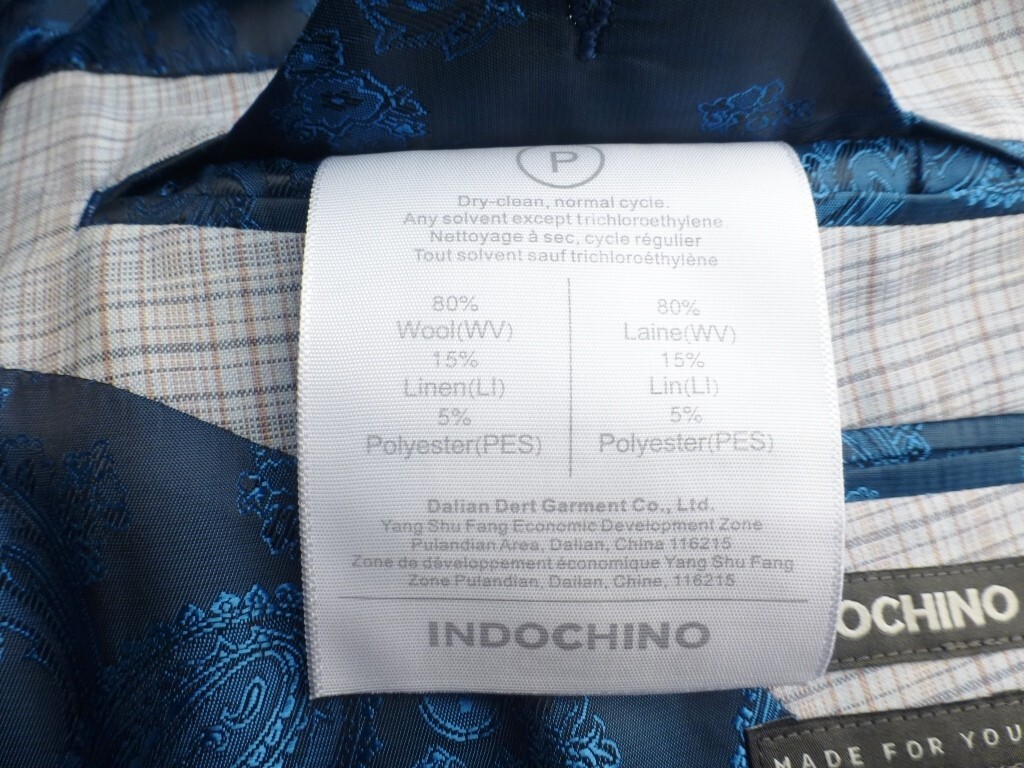 P
Dry-clean, normal cycle.
Any solvent except trichloroethylene
Nettoyage à sec, cycle régulier
Tout solvent sauf trichloroéthylène
80%
Wool(WV)
15%
Linen(LI)
5%
Polyester(PES)
80%
Laine(WV)
15%
Lin(LI)
5%
Polyester(PES)
Dalian Dert Garment Co., Ltd.
Yang Shu Fang Economic Development Zone
Pulandian Area, Dalian, China 116215
Zone de développement économique Yang Shu Fang
Zone Pulandian, Dalian, Chine, 116215
INDOCHINO
OCHINO
MADE FOR YOU